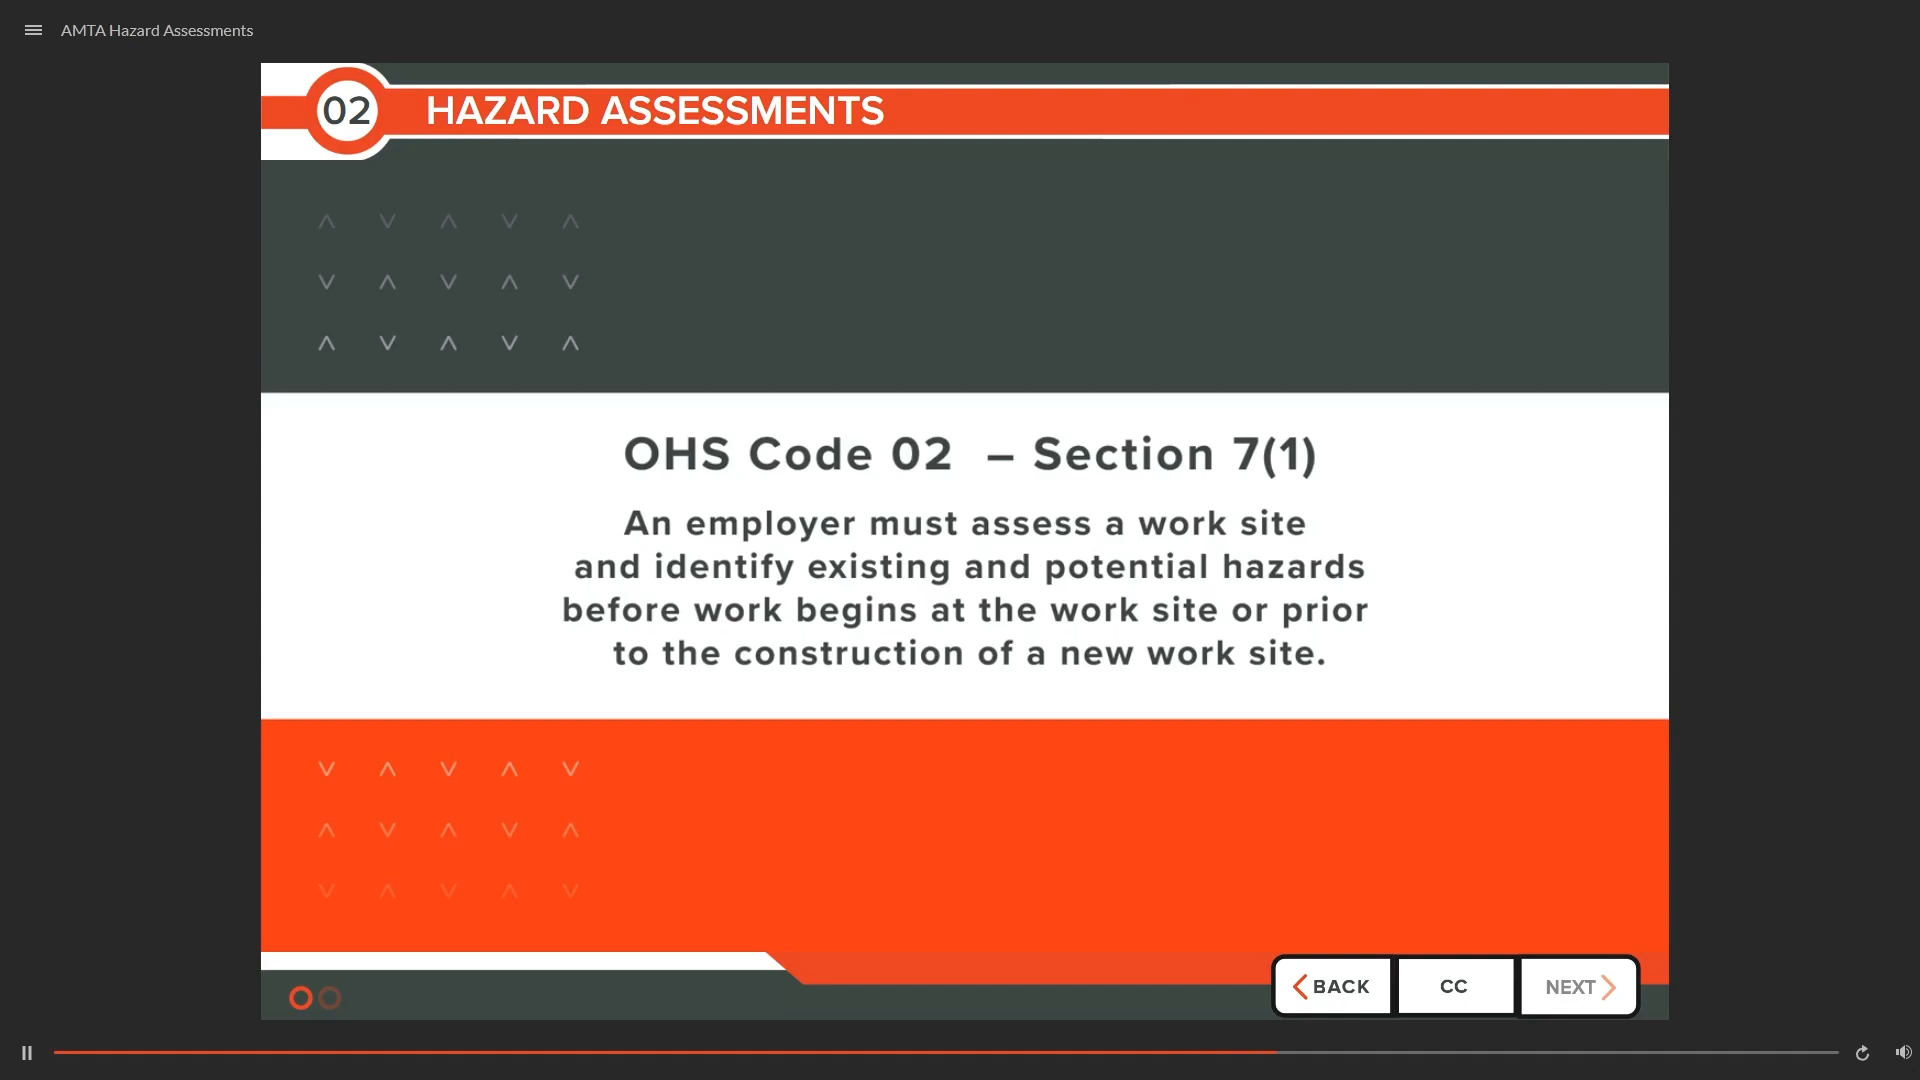 AMTA Hazard Assessments
02
HAZARD ASSESSMENTS
OHS Code 02 – Section 7(1)
An employer must assess a work site
and identify existing and potential hazards
before work begins at the work site or prior
to the construction of a new work site.
BACK
CC
NEXT